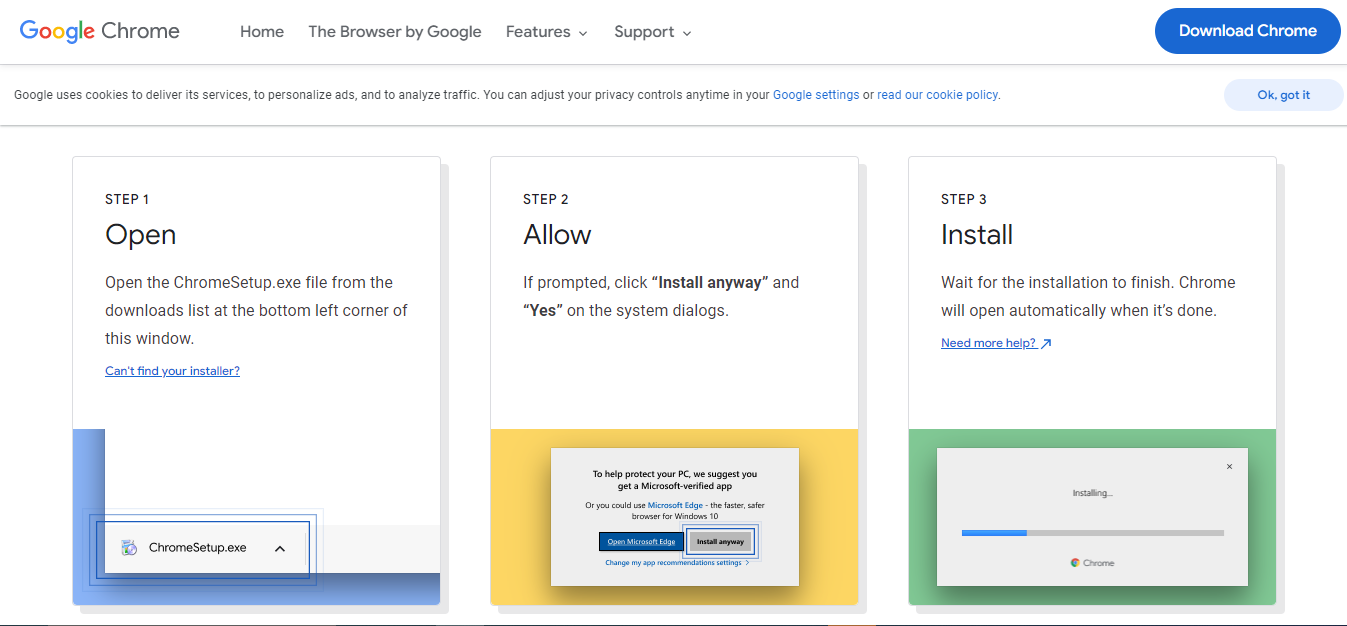 Google Chrome
Home
The Browser by Google
Features
Support
Download Chrome
Google uses cookies to deliver its services, to personalize ads, and to analyze traffic. You can adjust your privacy controls anytime in your Google settings or read our cookie policy.
Ok, got it
STEP 1
Open
Open the ChromeSetup.exe file from the
downloads list at the bottom left corner of
this window.
Can't find your installer?
ChromeSetup.exe
STEP 2
Allow
If prompted, click “Install anyway” and
“Yes” on the system dialogs.
To help protect your PC, we suggest you
get a Microsoft-verified app
Or you could use Microsoft Edge - the faster, safer
browser for Windows 10
Open Microsoft Edge
Install anyway
Change my app recommendations settings >
STEP 3
Install
Wait for the installation to finish. Chrome
will open automatically when it’s done.
Need more help?
Installing...
Chrome